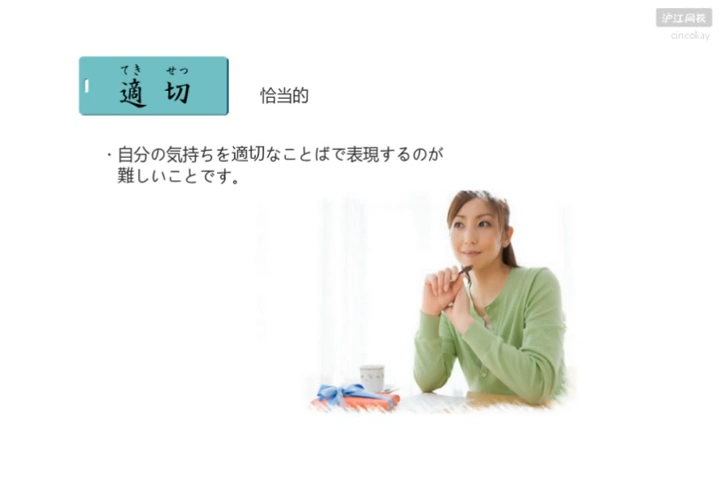 沪江网校
cincokay
てき せつ
適切
恰当的
・自分の気持ちを適切なことばで表現するのが
難しいことです。